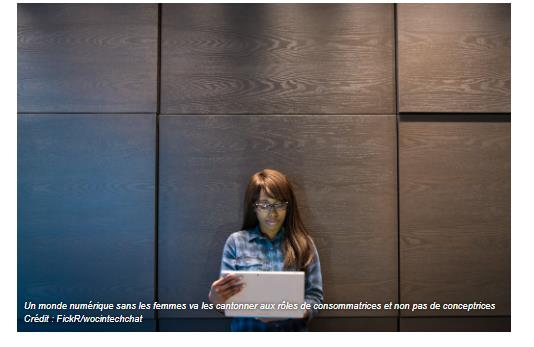 Un monde numérique sans les femmes va les cantonner aux rôles de consommatrices et non pas de conceptrices
Crédit : FickR/wocintechchat